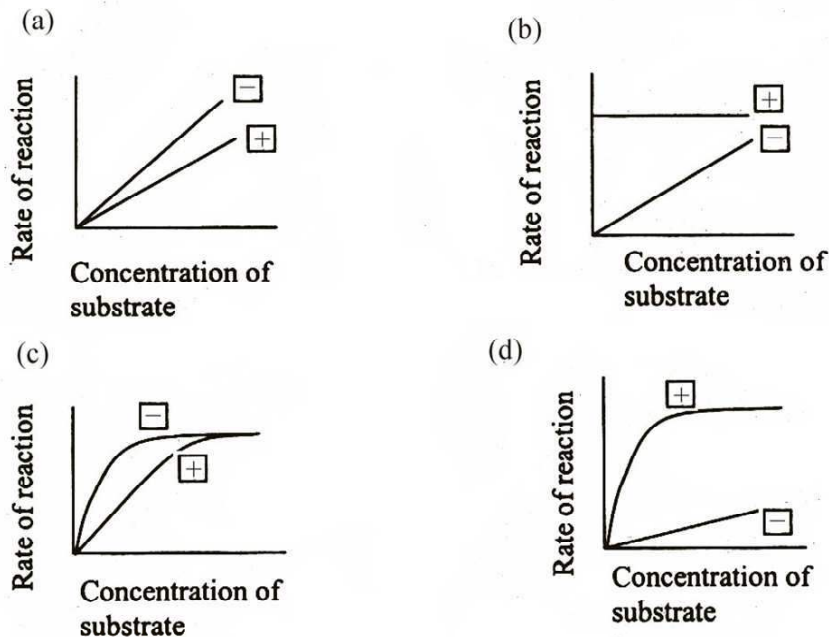 (a)
−
+
Rate of reaction
Concentration of
substrate
(b)
+
−
Rate of reaction
Concentration of
substrate
(c)
−
+
Rate of reaction
Concentration of
substrate
(d)
+
−
Rate of reaction
Concentration of
substrate